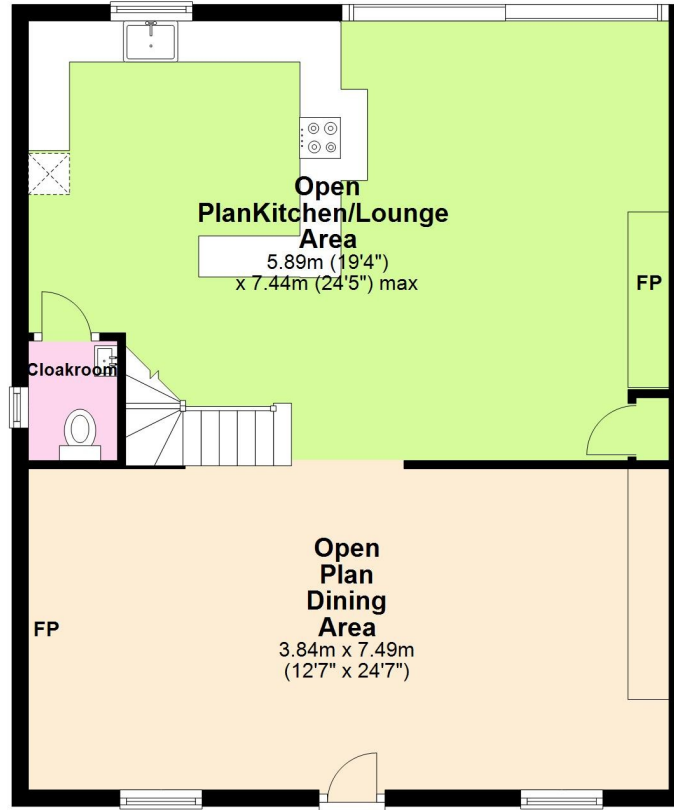 Open
PlanKitchen/Lounge
Area
5.89m (19'4")
x 7.44m (24'5") max
FP
Cloakroom
Open
Plan
Dining
Area
3.84m x 7.49m
(12'7" x 24'7")
FP